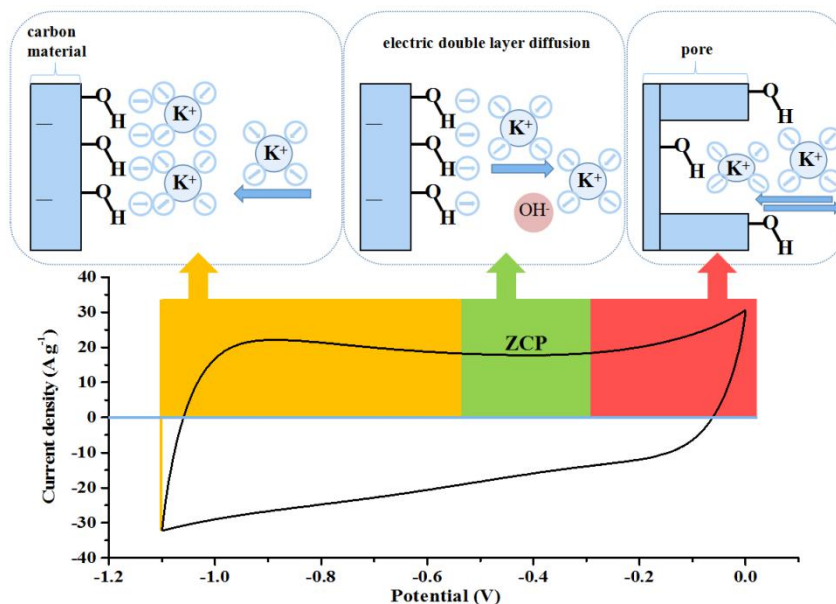 carbon
material
electric double layer diffusion
pore
O
H
O
H
O
H
K⁺
K⁺
K⁺
O
H
O
H
O
H
K⁺
K⁺
OH⁻
O
H
O
H
O
H
K⁺
K⁺
ZCP
Current density (A g⁻¹)
40
30
20
10
0
-10
-20
-30
-40
-1.2 -1.0 -0.8 -0.6 -0.4 -0.2 0.0
Potential (V)